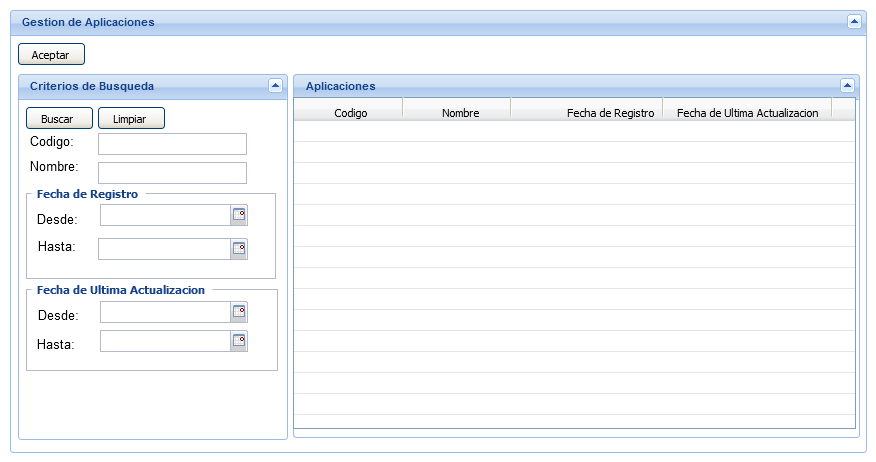 Gestion de Aplicaciones
Aceptar
Criterios de Busqueda
Buscar Limpiar
Codigo:
Nombre:
Fecha de Registro
Desde:
Hasta:
Fecha de Ultima Actualizacion
Desde:
Hasta:
Aplicaciones
Codigo Nombre Fecha de Registro Fecha de Ultima Actualizacion